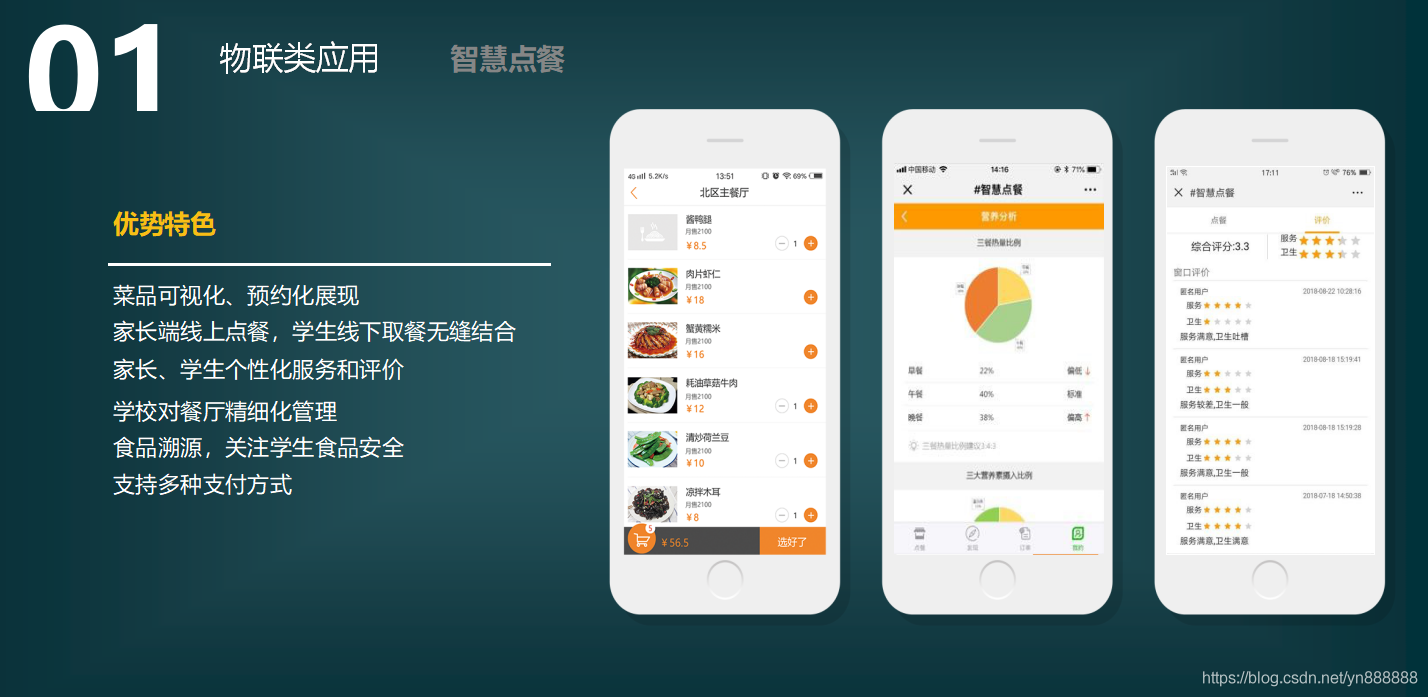 01
物联类应用
智慧点餐
优势特色
菜品可视化、预约化展现
家长端线上点餐，学生线下取餐无缝结合
家长、学生个性化服务和评价
学校对餐厅精细化管理
食品溯源，关注学生食品安全
支持多种支付方式
4G 5.2K/s 13:51 69%
北区主餐厅
酱鸭腿
月售2100
¥8.5 1
肉片虾仁
月售2100
¥18
蟹黄糯米
月售2100
¥16
蚝油草菇牛肉
月售2100
¥12 1
清炒荷兰豆
月售2100
¥10 1
凉拌木耳
月售2100
¥8 1
5
¥56.5 选好了
中国移动 14:16 71%
#智慧点餐
营养分析
三餐热量比例
早餐 22% 偏低↓
午餐 40% 标准
晚餐 38% 偏高↑
三餐热量比例建议3:4:3
三大营养素摄入比例
点餐 发现 订单 我的
17:11 76%
#智慧点餐
点餐 评价
综合评分:3.3
服务
卫生
窗口评价
匿名用户 2018-08-22 10:28:16
服务
卫生
服务满意,卫生吐槽
匿名用户 2018-08-18 15:19:41
服务
卫生
服务较差,卫生一般
匿名用户 2018-08-18 15:19:28
服务
卫生
服务满意,卫生一般
匿名用户 2018-07-18 14:50:38
服务
卫生
服务满意,卫生满意
https://blog.csdn.net/yn888888